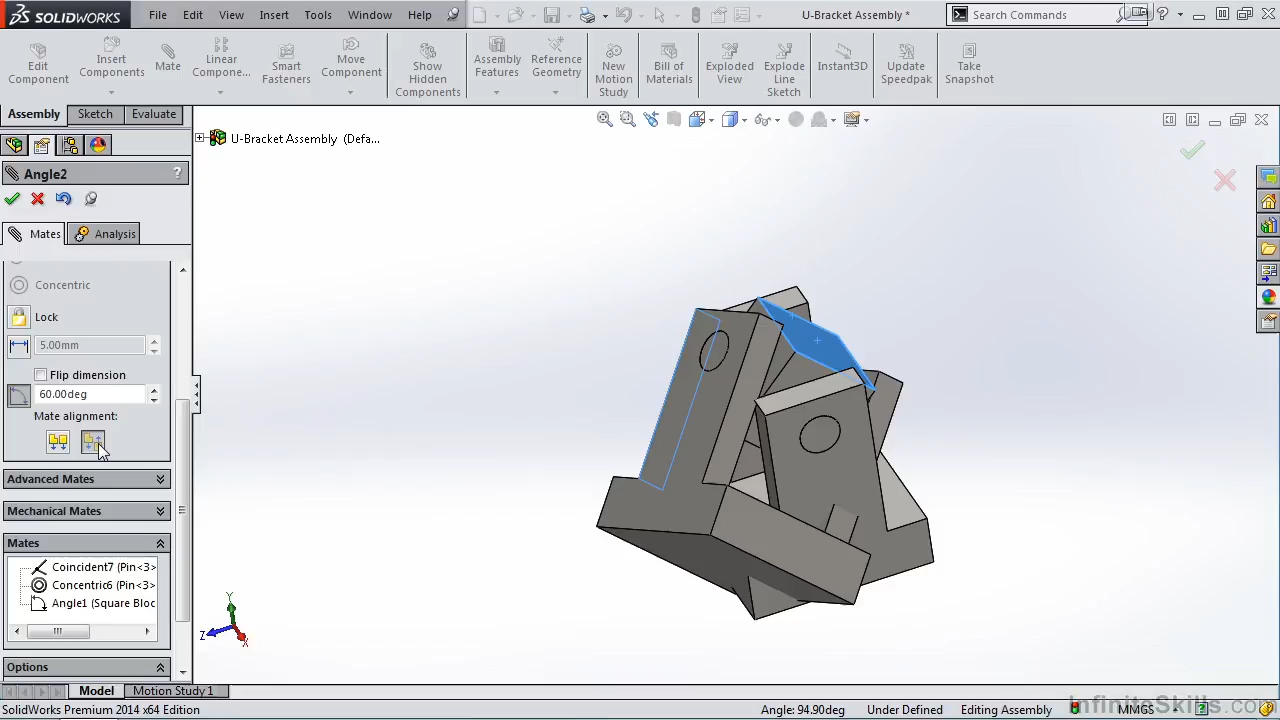 SOLIDWORKS File Edit View Insert Tools Window Help U-Bracket Assembly * Search Commands
Edit Component
Insert Components
Mate
Linear Compone...
Smart Fasteners
Move Component
Show Hidden Components
Assembly Features
Reference Geometry
New Motion Study
Bill of Materials
Exploded View
Explode Line Sketch
Instant3D
Update Speedpak
Take Snapshot
Assembly Sketch Evaluate
U-Bracket Assembly (Defa...
Angle2 ?
Mates Analysis
Concentric
Lock
5.00mm
Flip dimension
60.00deg
Mate alignment:
Advanced Mates
Mechanical Mates
Mates
Coincident7 (Pin<3>
Concentric6 (Pin<3>
Angle1 (Square Bloc
Options
Y
Z
X
Model Motion Study 1
SolidWorks Premium 2014 x64 Edition Angle: 94.90deg Under Defined Editing Assembly MMGS
InfiniteSkills.com